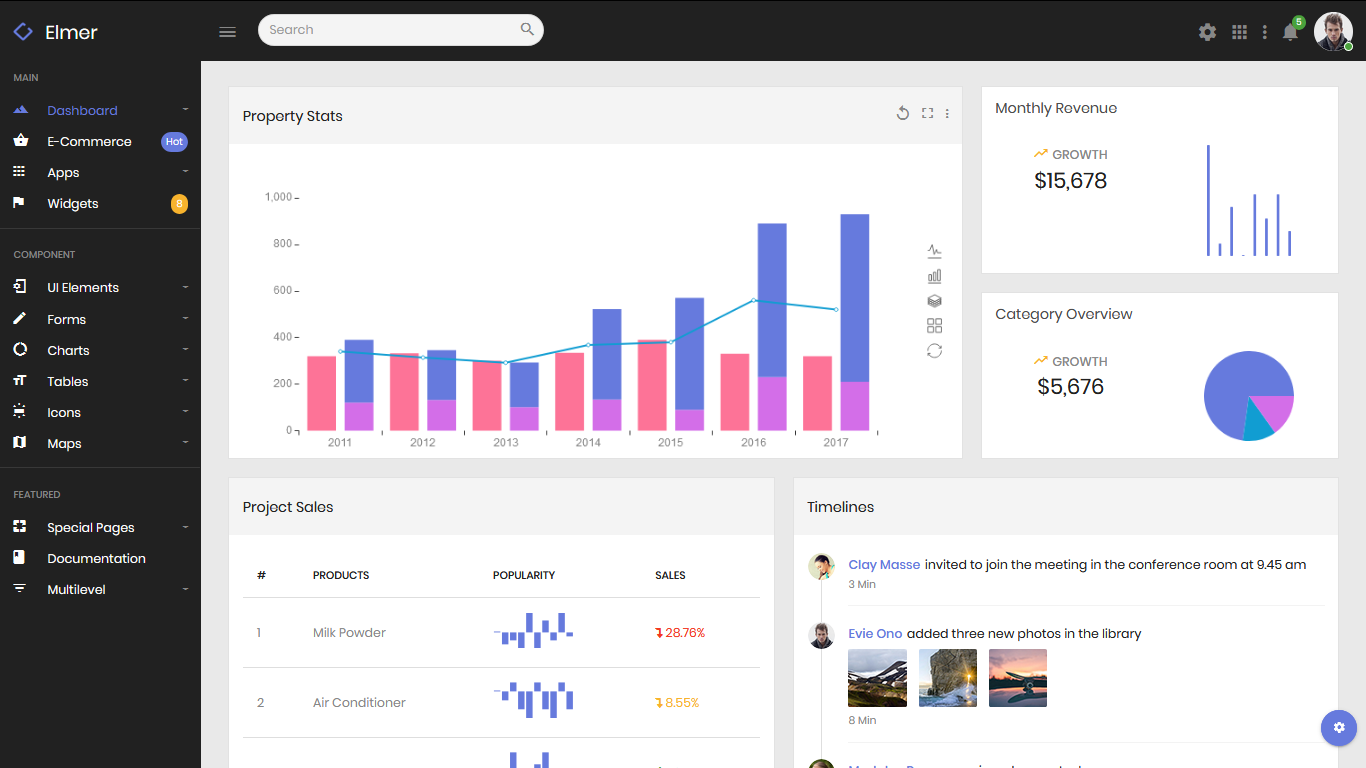 Elmer
Search
5
MAIN
Dashboard
E-Commerce Hot
Apps
Widgets 8
COMPONENT
UI Elements
Forms
Charts
Tables
Icons
Maps
FEATURED
Special Pages
Documentation
Multilevel
Property Stats
1,000
800
600
400
200
0
2011 2012 2013 2014 2015 2016 2017
Monthly Revenue
GROWTH
$15,678
Category Overview
GROWTH
$5,676
Project Sales
# PRODUCTS POPULARITY SALES
1 Milk Powder 28.76%
2 Air Conditioner 8.55%
Timelines
Clay Masse invited to join the meeting in the conference room at 9.45 am
3 Min
Evie Ono added three new photos in the library
8 Min